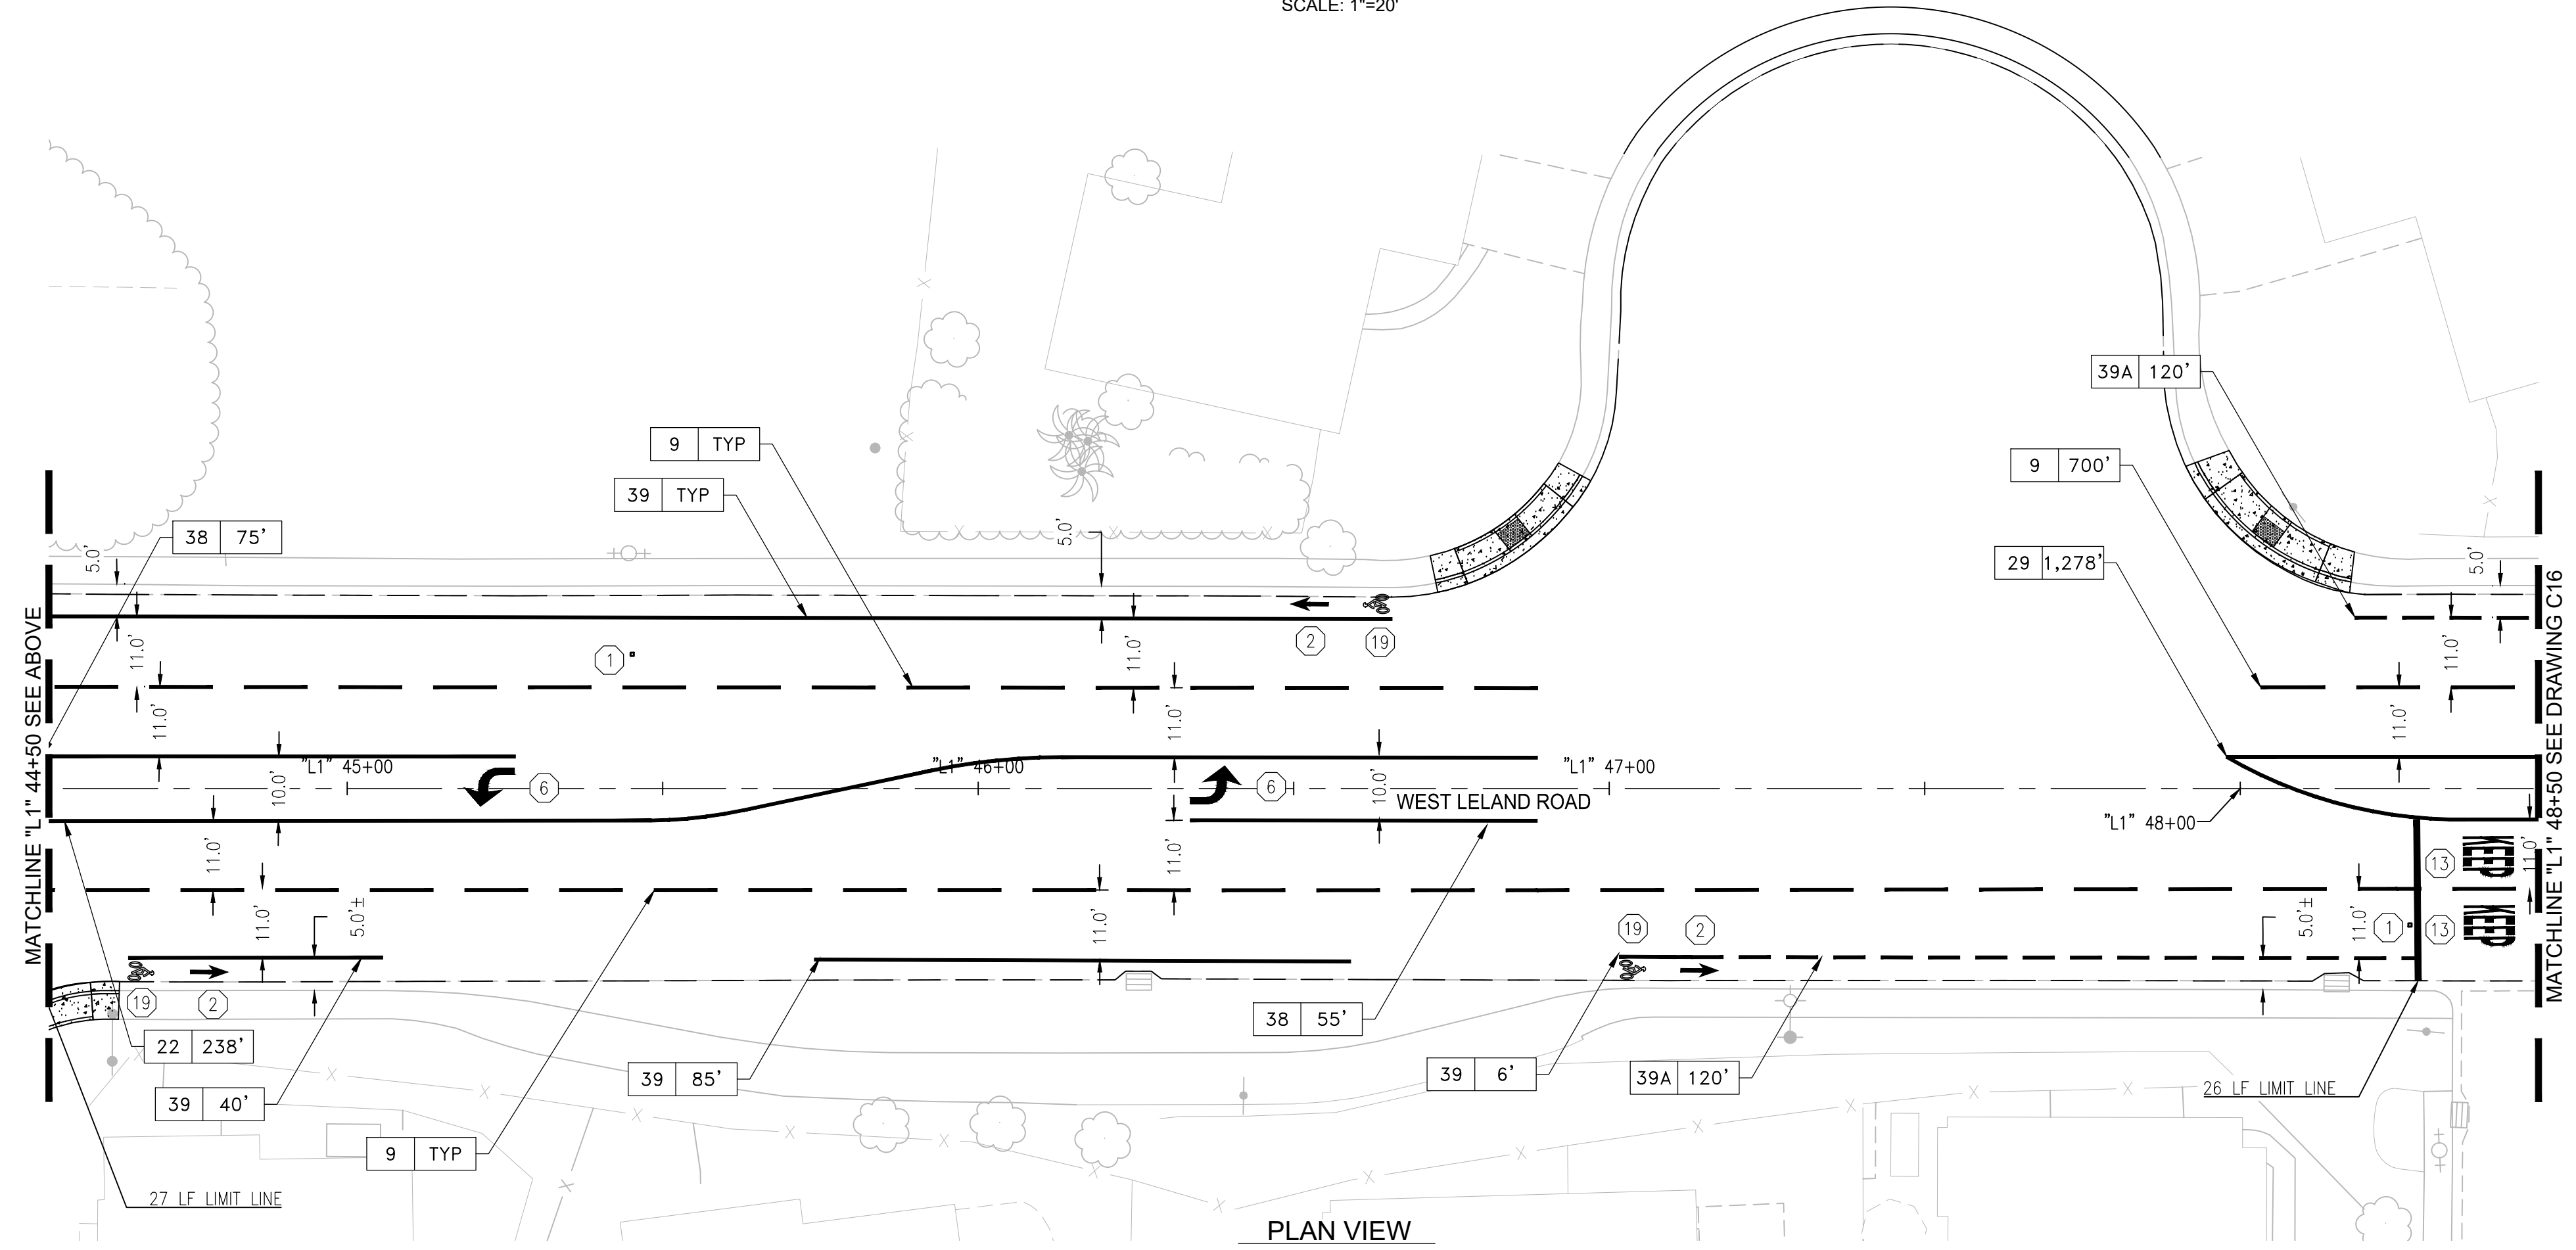 SCALE: 1"=20'
39A 120'
9 TYP
9 700'
39 TYP
38 75'
29 1,278'
5.0'
5.0'
5.0'
2
19
1
11.0'
11.0'
11.0'
11.0'
11.0'
11.0'
"L1" 45+00
"L1" 46+00
"L1" 47+00
6
6
10.0'
10.0'
WEST LELAND ROAD
"L1" 48+00
MATCHLINE "L1" 44+50 SEE ABOVE
MATCHLINE "L1" 48+50 SEE DRAWING C16
11.0'
11.0'
11.0'
13
KEEP
11.0'
5.0'±
11.0'
19
2
5.0'±
11.0'
1
13
KEEP
19
2
38 55'
22 238'
39 85'
39 6'
39A 120'
26 LF LIMIT LINE
39 40'
9 TYP
27 LF LIMIT LINE
PLAN VIEW